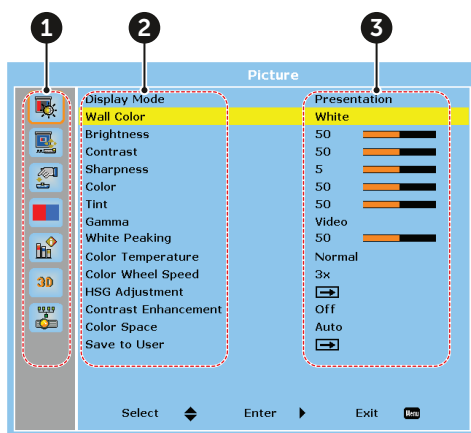 1 2 3
Picture
Display Mode Presentation
Wall Color White
Brightness 50
Contrast 50
Sharpness 5
Color 50
Tint 50
Gamma Video
White Peaking 50
Color Temperature Normal
Color Wheel Speed 3x
HSG Adjustment
Contrast Enhancement Off
Color Space Auto
Save to User
3D
Select Enter Exit Menu